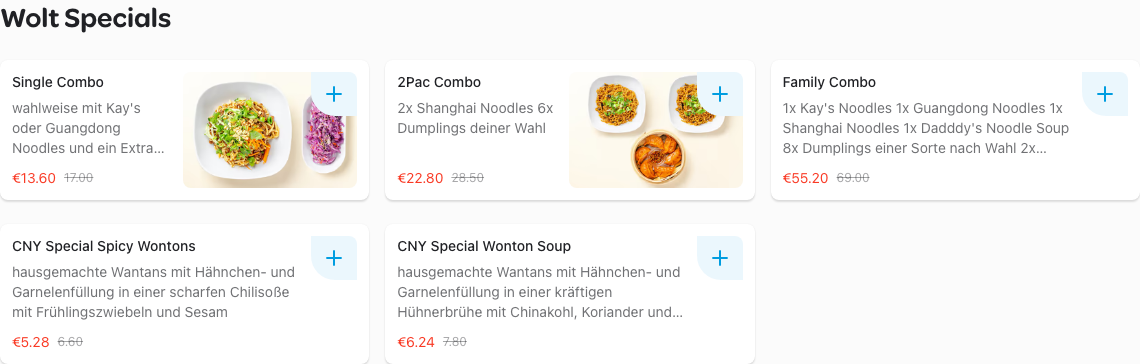 Wolt Specials
Single Combo
wahlweise mit Kay's
oder Guangdong
Noodles und ein Extra...
€13.60 17.00
2Pac Combo
2x Shanghai Noodles 6x
Dumplings deiner Wahl
€22.80 28.50
Family Combo
1x Kay's Noodles 1x Guangdong Noodles 1x
Shanghai Noodles 1x Dadddy's Noodle Soup
8x Dumplings einer Sorte nach Wahl 2x...
€55.20 69.00
CNY Special Spicy Wontons
hausgemachte Wantans mit Hähnchen- und
Garnelenfüllung in einer scharfen Chilisoße
mit Frühlingszwiebeln und Sesam
€5.28 6.60
CNY Special Wonton Soup
hausgemachte Wantans mit Hähnchen- und
Garnelenfüllung in einer kräftigen
Hühnerbrühe mit Chinakohl, Koriander und...
€6.24 7.80